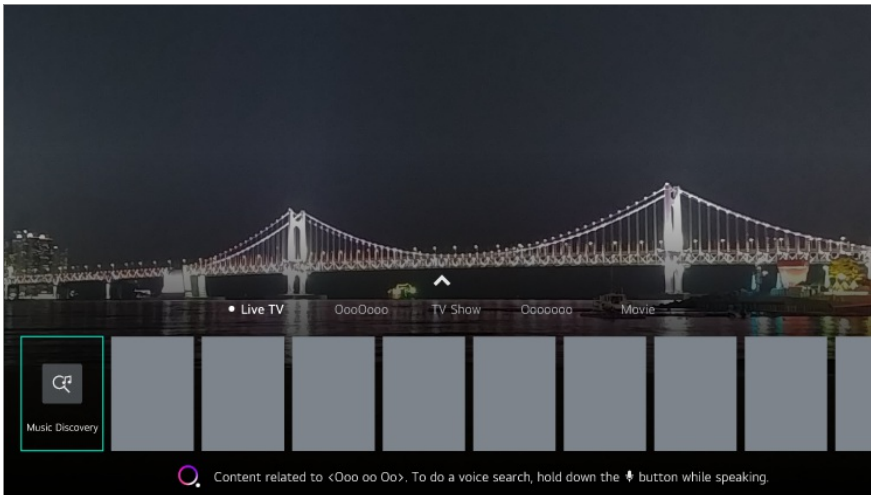 Live TV OooOooo TV Show Ooooooo Movie
Music Discovery
Content related to <Ooo oo Oo>. To do a voice search, hold down the button while speaking.